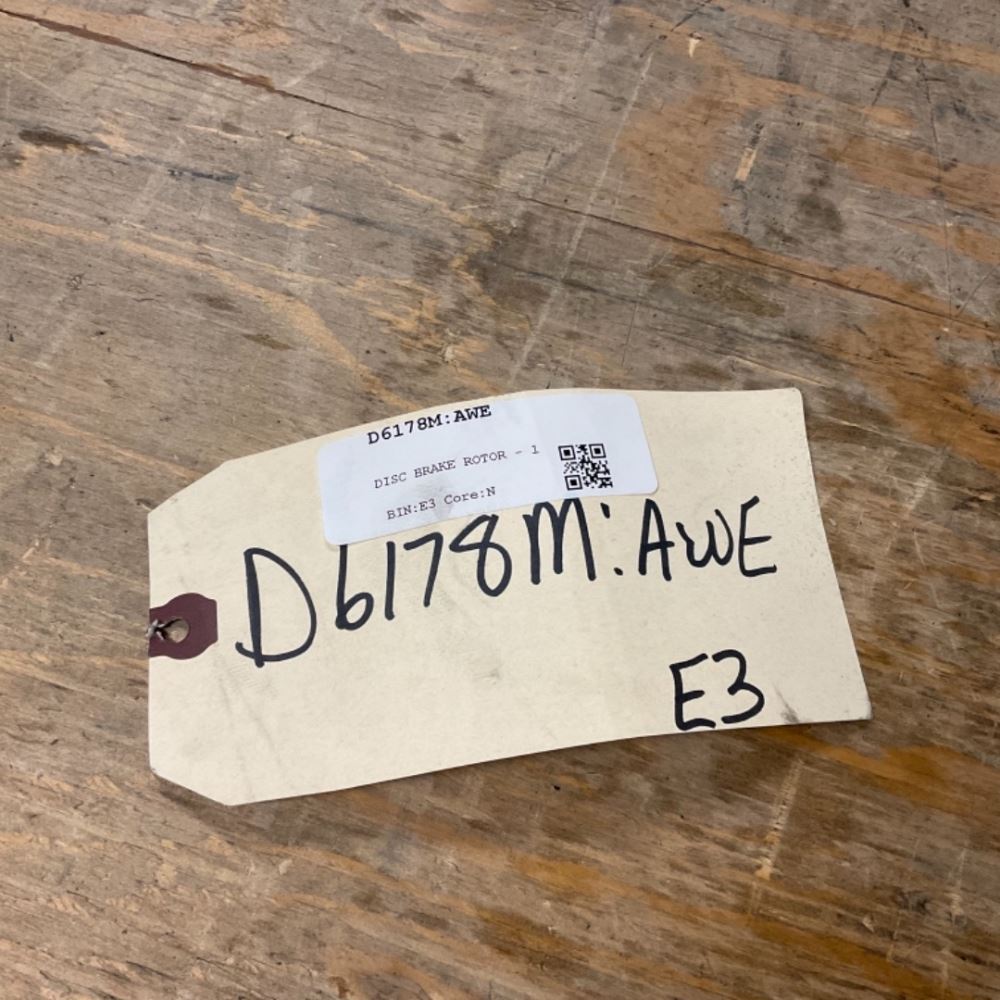 D6178M:AWE
DISC BRAKE ROTOR - 1
BIN:E3 Core:N
D6178M:AWE
E3